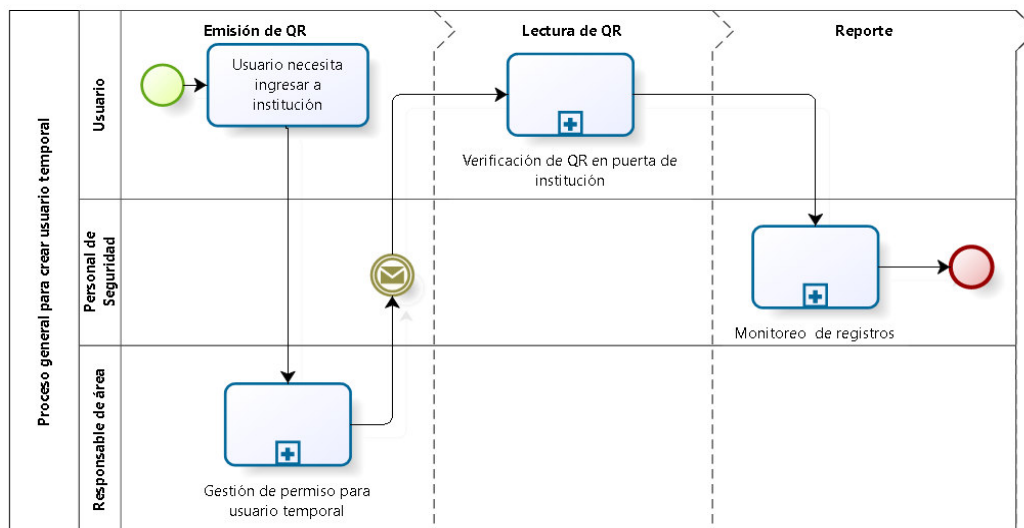 Proceso general para crear usuario temporal
Emisión de QR
Lectura de QR
Reporte
Usuario
Usuario necesita
ingresar a
institución
Verificación de QR en puerta de
institución
Personal de
Seguridad
Monitoreo de registros
Responsable de área
Gestión de permiso para
usuario temporal